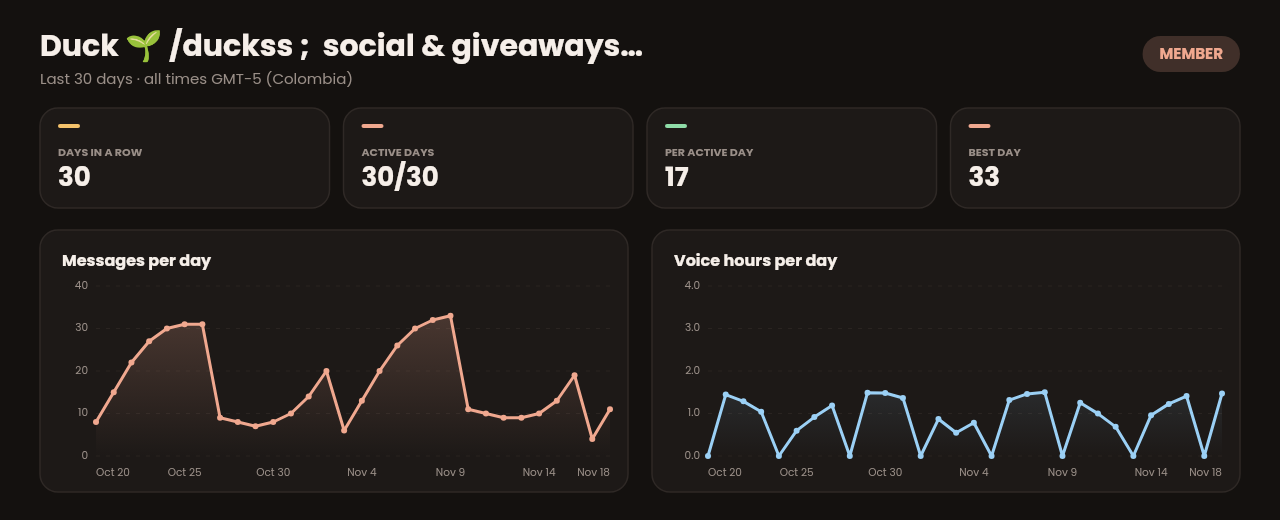 Duck 🌱 /duckss ;  social & giveaways...
MEMBER
Last 30 days · all times GMT-5 (Colombia)
DAYS IN A ROW
30
ACTIVE DAYS
30/30
PER ACTIVE DAY
17
BEST DAY
33
Messages per day
40
30
20
10
0
Oct 20 Oct 25 Oct 30 Nov 4 Nov 9 Nov 14 Nov 18
Voice hours per day
4.0
3.0
2.0
1.0
0.0
Oct 20 Oct 25 Oct 30 Nov 4 Nov 9 Nov 14 Nov 18